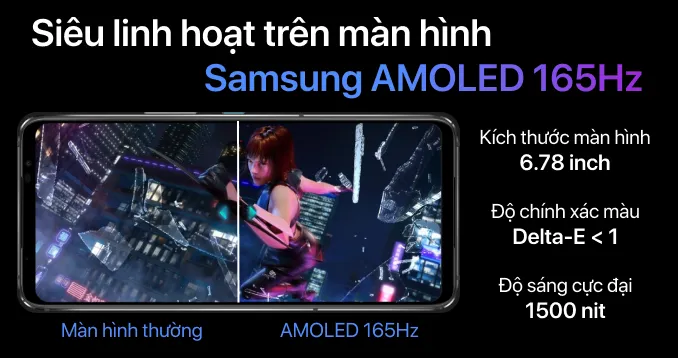 Siêu linh hoạt trên màn hình
Samsung AMOLED 165Hz
Kích thước màn hình
6.78 inch
Độ chính xác màu
Delta-E < 1
Độ sáng cực đại
1500 nit
Màn hình thường
AMOLED 165Hz